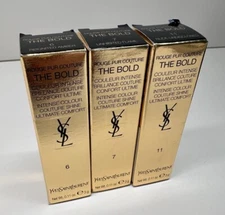 ROUGE PUR COUTURE
THE BOLD
COULEUR INTENSE
BRILLANCE COUTURE
CONFORT ULTIME
INTENSE COLOUR
COUTURE SHINE
ULTIMATE COMFORT
YSL
6
YVESSAINTLAURENT
ROUGE PUR COUTURE
THE BOLD
COULEUR INTENSE
BRILLANCE COUTURE
CONFORT ULTIME
INTENSE COLOUR
COUTURE SHINE
ULTIMATE COMFORT
YSL
7
YVESSAINTLAURENT
ROUGE PUR COUTURE
THE BOLD
COULEUR INTENSE
BRILLANCE COUTURE
CONFORT ULTIME
INTENSE COLOUR
COUTURE SHINE
ULTIMATE COMFORT
YSL
11
YVESSAINTLAURENT